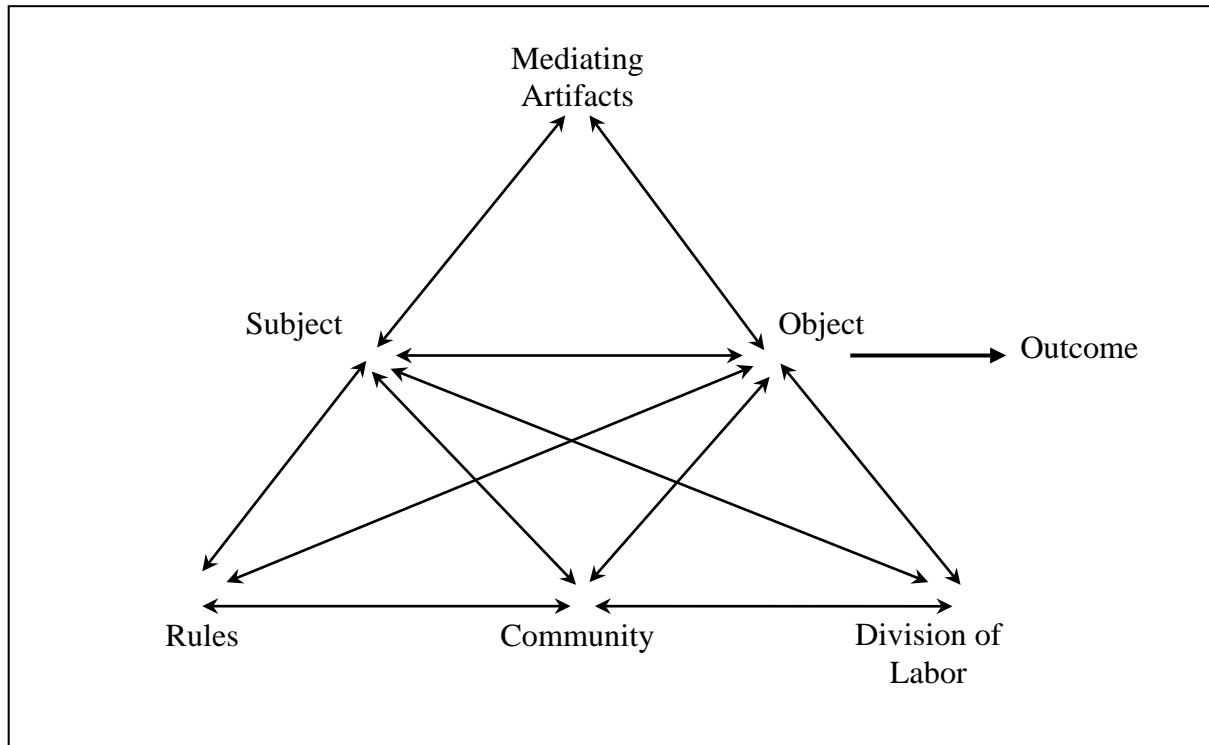 Mediating
Artifacts
Subject
Object
Outcome
Rules
Community
Division of
Labor